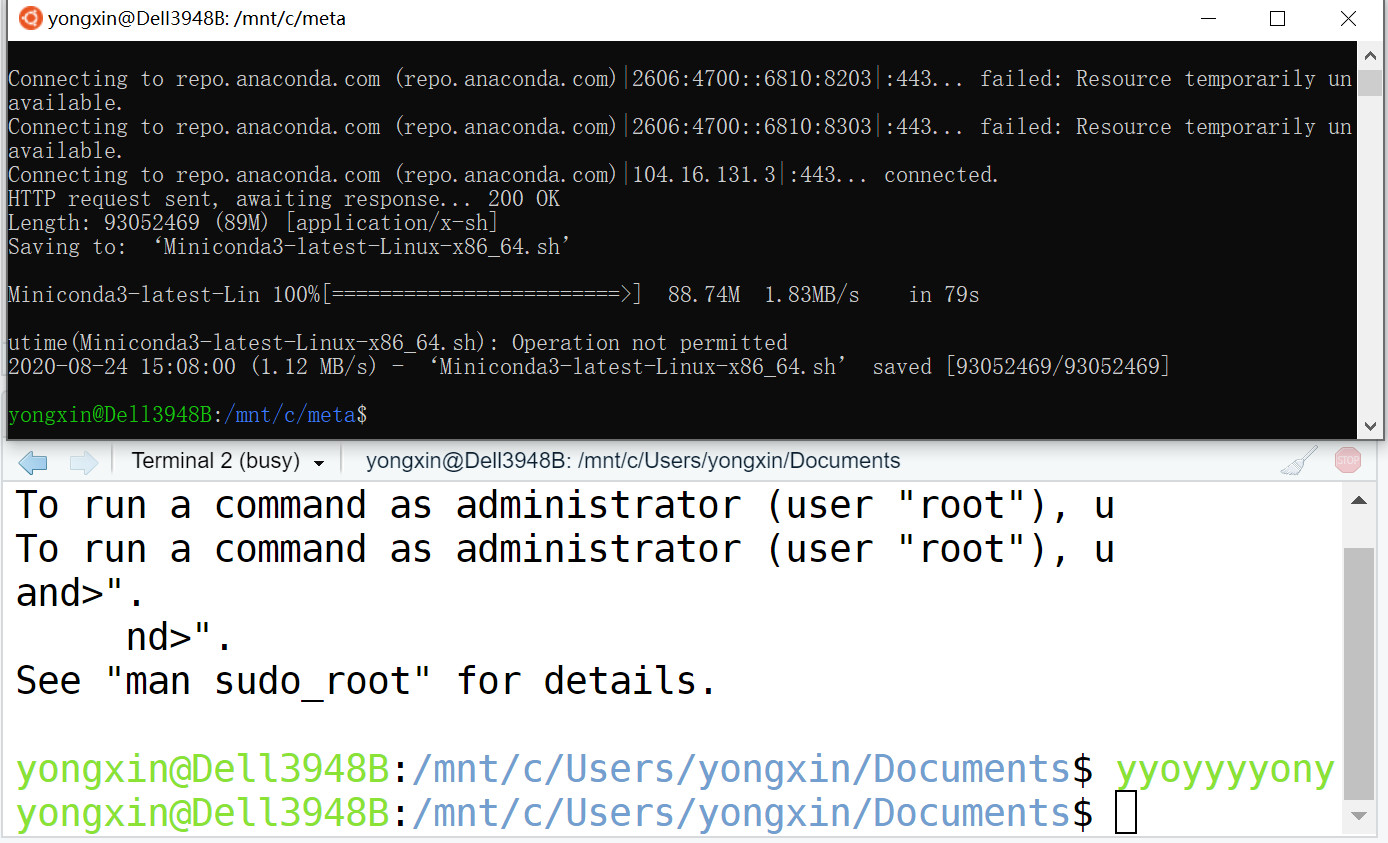 yongxin@Dell3948B: /mnt/c/meta
Connecting to repo.anaconda.com (repo.anaconda.com)|2606:4700::6810:8203|:443... failed: Resource temporarily un
available.
Connecting to repo.anaconda.com (repo.anaconda.com)|2606:4700::6810:8303|:443... failed: Resource temporarily un
available.
Connecting to repo.anaconda.com (repo.anaconda.com)|104.16.131.3|:443... connected.
HTTP request sent, awaiting response... 200 OK
Length: 93052469 (89M) [application/x-sh]
Saving to: ‘Miniconda3-latest-Linux-x86_64.sh’
Miniconda3-latest-Lin 100%[========================>] 88.74M 1.83MB/s in 79s
utime(Miniconda3-latest-Linux-x86_64.sh): Operation not permitted
2020-08-24 15:08:00 (1.12 MB/s) - ‘Miniconda3-latest-Linux-x86_64.sh’ saved [93052469/93052469]
yongxin@Dell3948B:/mnt/c/meta$
Terminal 2 (busy) yongxin@Dell3948B: /mnt/c/Users/yongxin/Documents STOP
To run a command as administrator (user "root"), u
To run a command as administrator (user "root"), u
and>".
nd>".
See "man sudo_root" for details.
yongxin@Dell3948B:/mnt/c/Users/yongxin/Documents$ yyoyyyyony
yongxin@Dell3948B:/mnt/c/Users/yongxin/Documents$